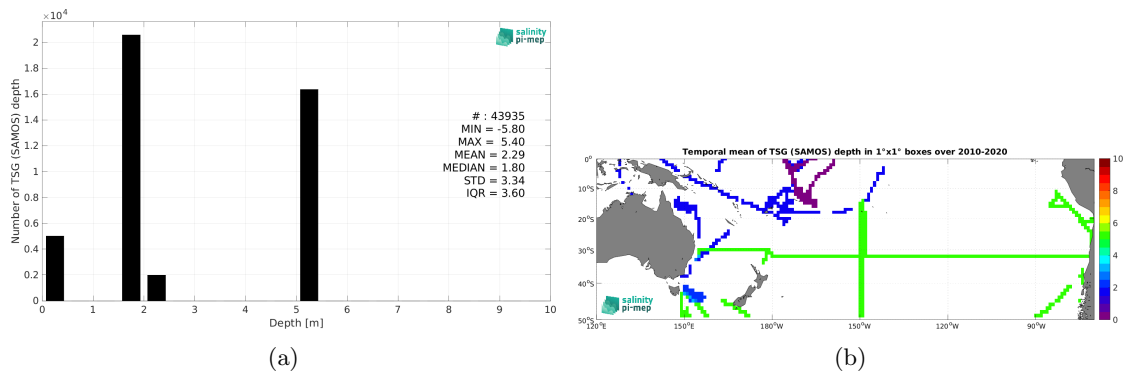 ×10⁴
2
1.8
1.6
1.4
1.2
1
0.8
0.6
0.4
0.2
0
Number of TSG (SAMOS) depth
salinity
pi-mep
# : 43935
MIN = -5.80
MAX = 5.40
MEAN = 2.29
MEDIAN = 1.80
STD = 3.34
IQR = 3.60
0 1 2 3 4 5 6 7 8 9 10
Depth [m]
(a)
Temporal mean of TSG (SAMOS) depth in 1°x1° boxes over 2010-2020
0°
10°S
20°S
30°S
40°S
50°S
salinity
pi-mep
120°E 150°E 180°W 150°W 120°W 90°W
10
8
6
4
2
0
(b)